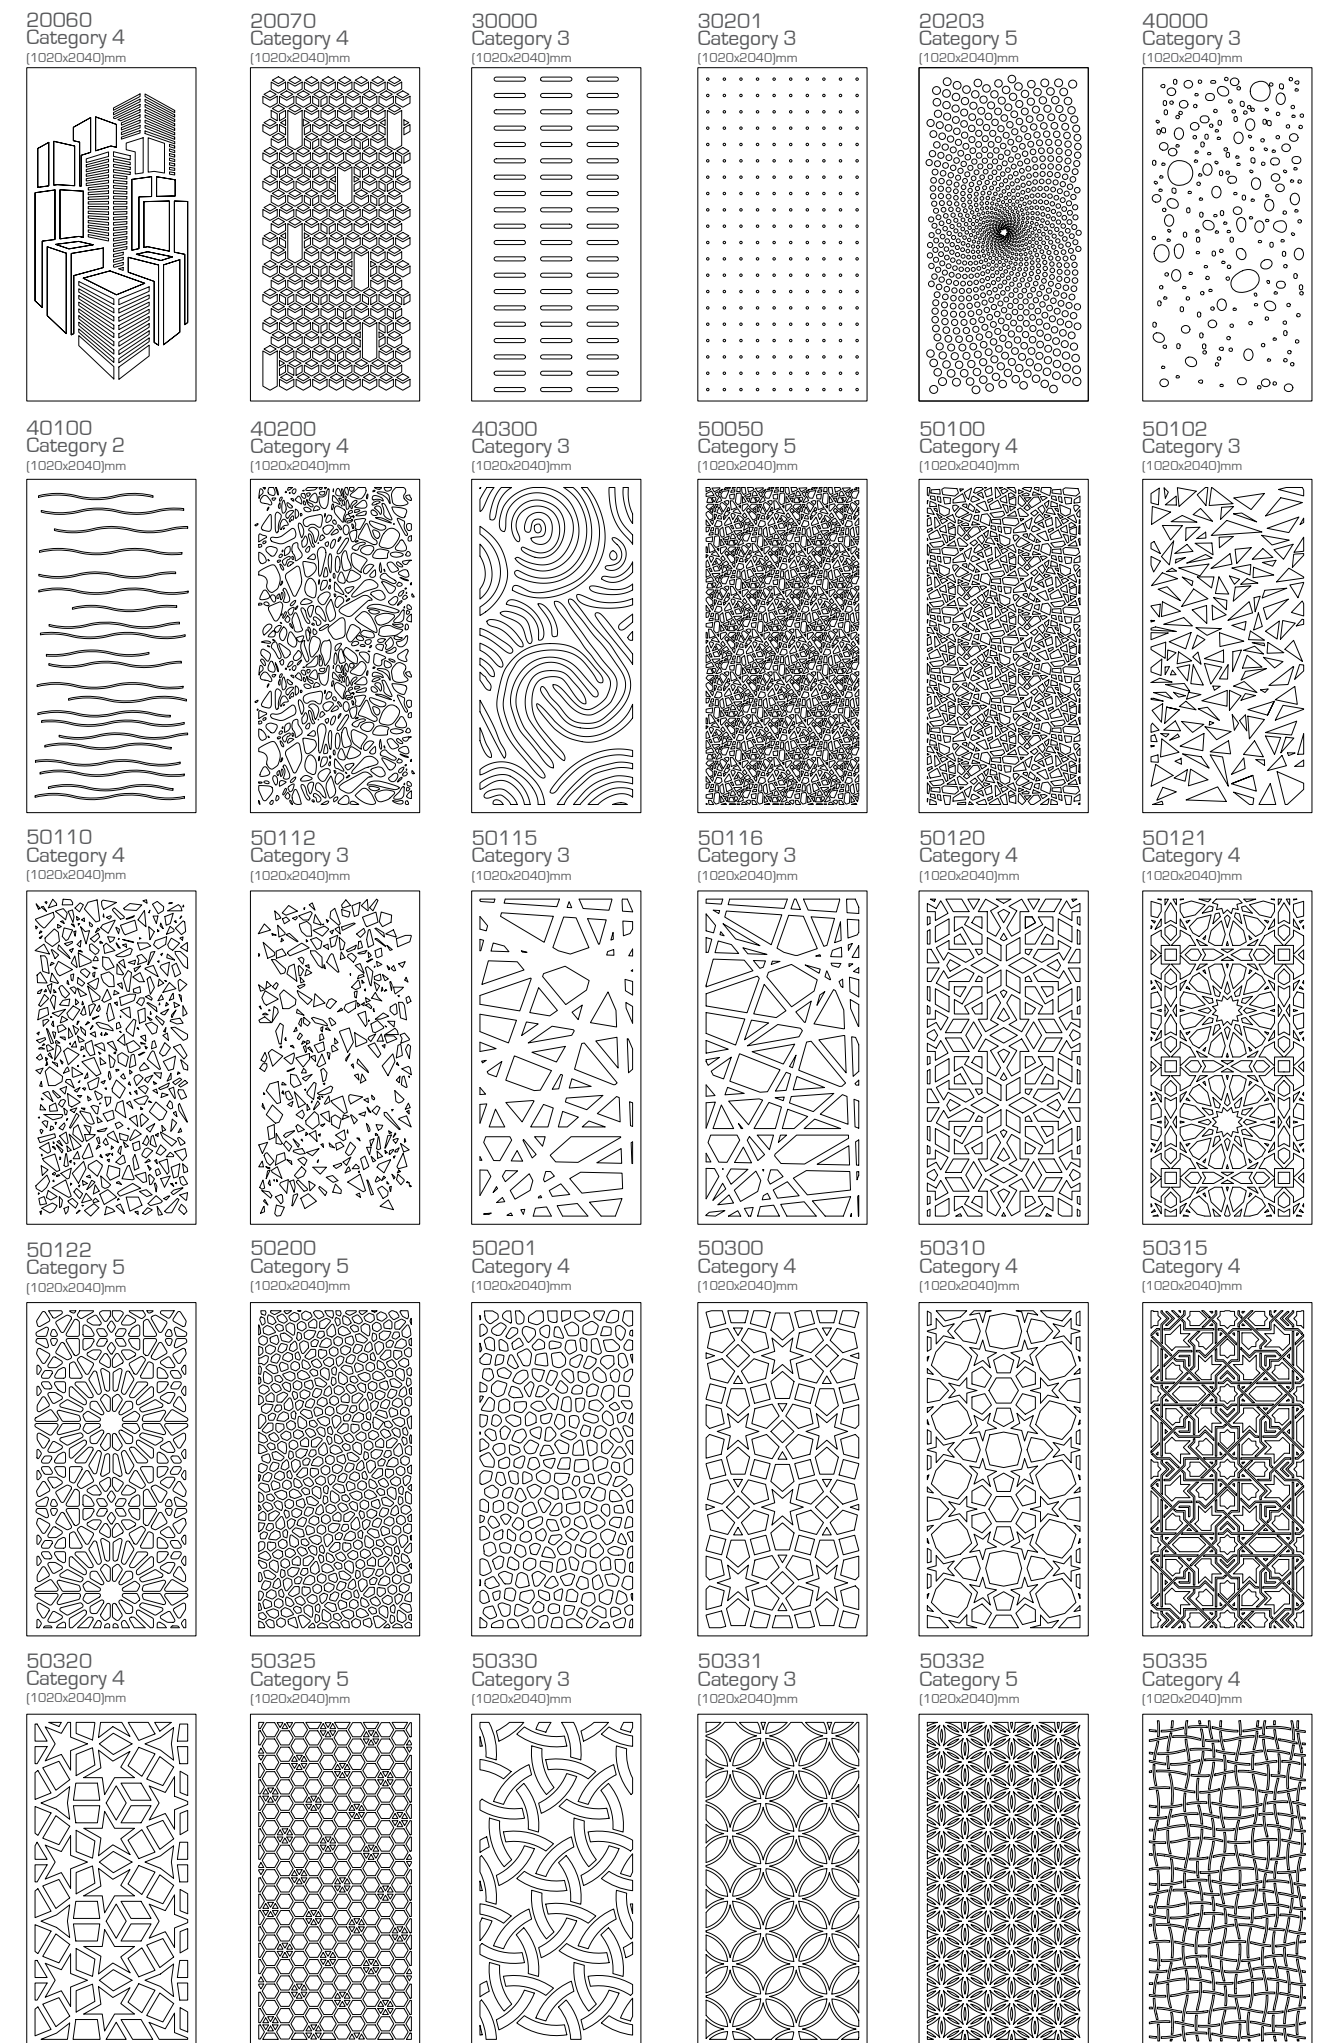 20060
Category 4
(1020x2040)mm
20070
Category 4
(1020x2040)mm
30000
Category 3
(1020x2040)mm
30201
Category 3
(1020x2040)mm
20203
Category 5
(1020x2040)mm
40000
Category 3
(1020x2040)mm
40100
Category 2
(1020x2040)mm
40200
Category 4
(1020x2040)mm
40300
Category 3
(1020x2040)mm
50050
Category 5
(1020x2040)mm
50100
Category 4
(1020x2040)mm
50102
Category 3
(1020x2040)mm
50110
Category 4
(1020x2040)mm
50112
Category 3
(1020x2040)mm
50115
Category 3
(1020x2040)mm
50116
Category 3
(1020x2040)mm
50120
Category 4
(1020x2040)mm
50121
Category 4
(1020x2040)mm
50122
Category 5
(1020x2040)mm
50200
Category 5
(1020x2040)mm
50201
Category 4
(1020x2040)mm
50300
Category 4
(1020x2040)mm
50310
Category 4
(1020x2040)mm
50315
Category 4
(1020x2040)mm
50320
Category 4
(1020x2040)mm
50325
Category 5
(1020x2040)mm
50330
Category 3
(1020x2040)mm
50331
Category 3
(1020x2040)mm
50332
Category 5
(1020x2040)mm
50335
Category 4
(1020x2040)mm